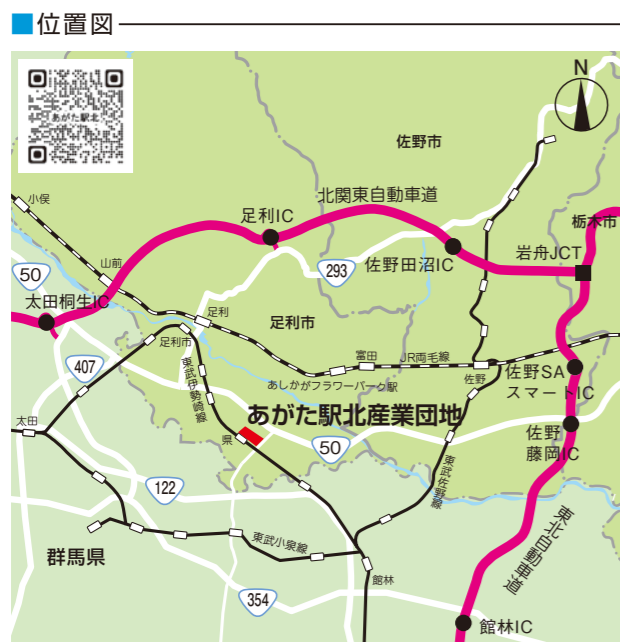 ■位置図
あがた駅北
N
佐野市
小俣
足利IC
北関東自動車道
栃木市
岩舟JCT
50
山前
293
佐野田沼IC
太田桐生IC
足利
足利市
足利市
407
東武伊勢崎線
富田
JR両毛線
佐野
佐野SA
スマートIC
あしかがフラワーパーク駅
太田
あがた駅北産業団地
県
50
佐野
藤岡IC
東武佐野線
122
東武小泉線
東北自動車道
群馬県
館林
354
館林IC